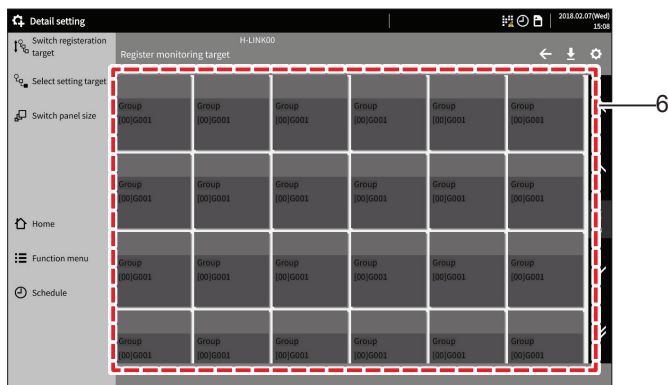 Detail setting
2018.02.07(Wed)
15:08
Switch registeration
target
H-LINK00
Register monitoring target
Select setting target
Switch panel size
Home
Function menu
Schedule
Group Group Group Group Group Group
[00]G001 [00]G001 [00]G001 [00]G001 [00]G001 [00]G001
Group Group Group Group Group Group
[00]G001 [00]G001 [00]G001 [00]G001 [00]G001 [00]G001
Group Group Group Group Group Group
[00]G001 [00]G001 [00]G001 [00]G001 [00]G001 [00]G001
Group Group Group Group Group Group
[00]G001 [00]G001 [00]G001 [00]G001 [00]G001 [00]G001
6